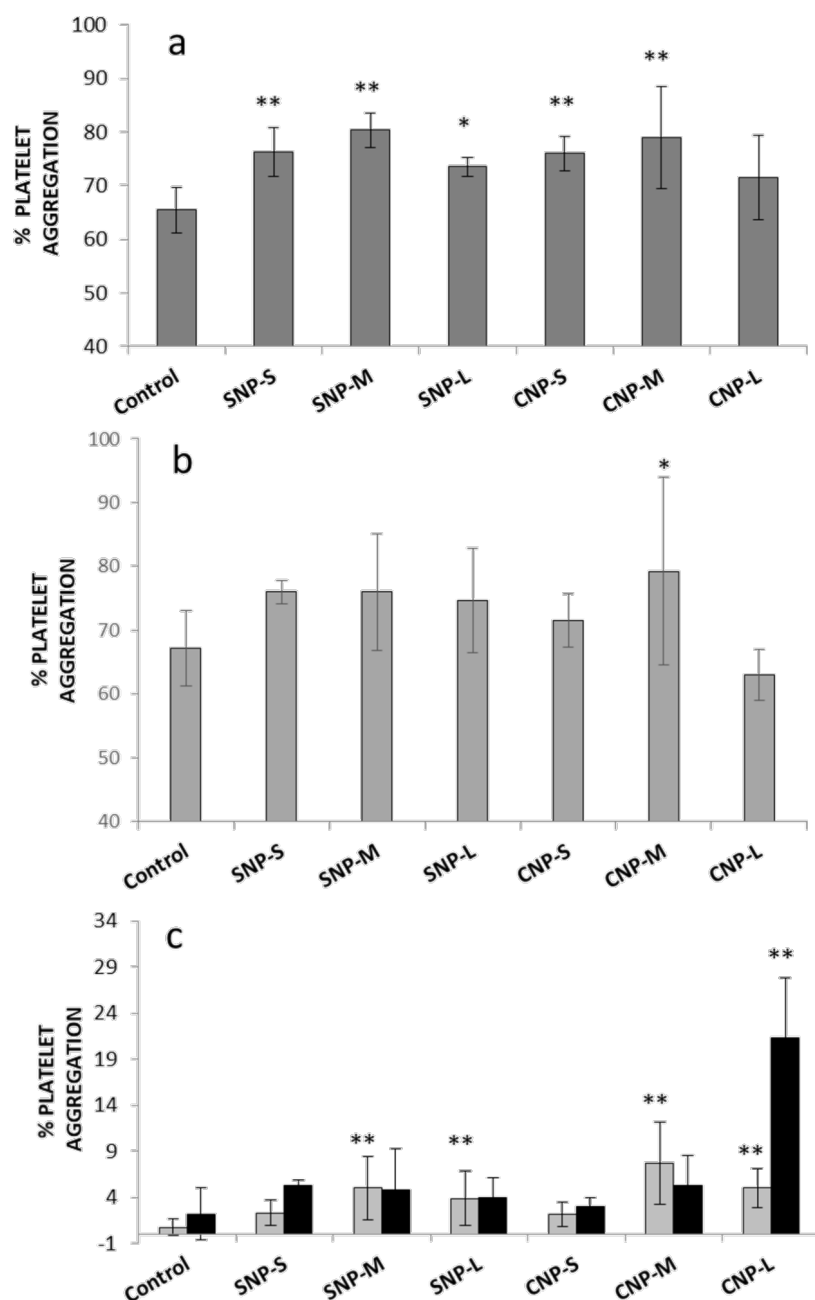 a
100
90
80
70
60
50
40
% PLATELET
AGGREGATION
** ** * ** **
Control SNP-S SNP-M SNP-L CNP-S CNP-M CNP-L
b
100
90
80
70
60
50
40
% PLATELET
AGGREGATION
*
Control SNP-S SNP-M SNP-L CNP-S CNP-M CNP-L
c
34
29
24
19
14
9
4
-1
% PLATELET
AGGREGATION
** ** ** ** **
Control SNP-S SNP-M SNP-L CNP-S CNP-M CNP-L